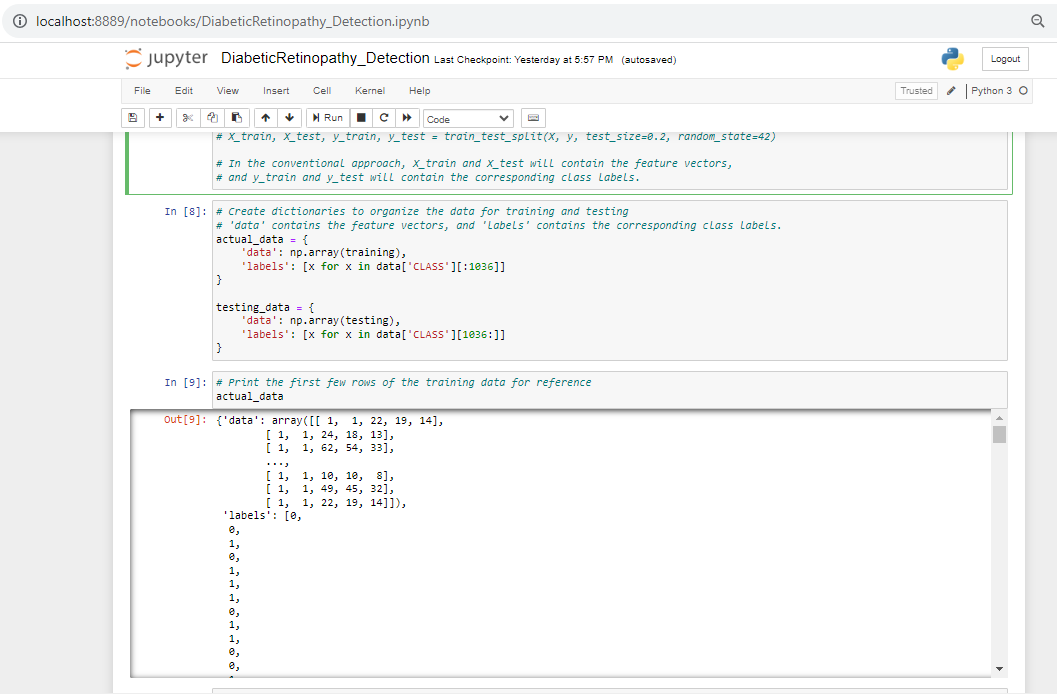 localhost:8889/notebooks/DiabeticRetinopathy_Detection.ipynb
jupyter DiabeticRetinopathy_Detection Last Checkpoint: Yesterday at 5:57 PM (autosaved)
Logout
File Edit View Insert Cell Kernel Help
Trusted Python 3
Run Code
# X_train, X_test, y_train, y_test = train_test_split(X, y, test_size=0.2, random_state=42)
# In the conventional approach, X_train and X_test will contain the feature vectors,
# and y_train and y_test will contain the corresponding class labels.
In [8]: # Create dictionaries to organize the data for training and testing
# 'data' contains the feature vectors, and 'labels' contains the corresponding class labels.
actual_data = {
'data': np.array(training),
'labels': [x for x in data['CLASS'][:1036]]
}
testing_data = {
'data': np.array(testing),
'labels': [x for x in data['CLASS'][1036:]]
}
In [9]: # Print the first few rows of the training data for reference
actual_data
Out[9]: {'data': array([[ 1,  1, 22, 19, 14],
[ 1,  1, 24, 18, 13],
[ 1,  1, 62, 54, 33],
...,
[ 1,  1, 10, 10,  8],
[ 1,  1, 49, 45, 32],
[ 1,  1, 22, 19, 14]]),
'labels': [0,
0,
1,
0,
1,
1,
1,
0,
1,
1,
0,
0,